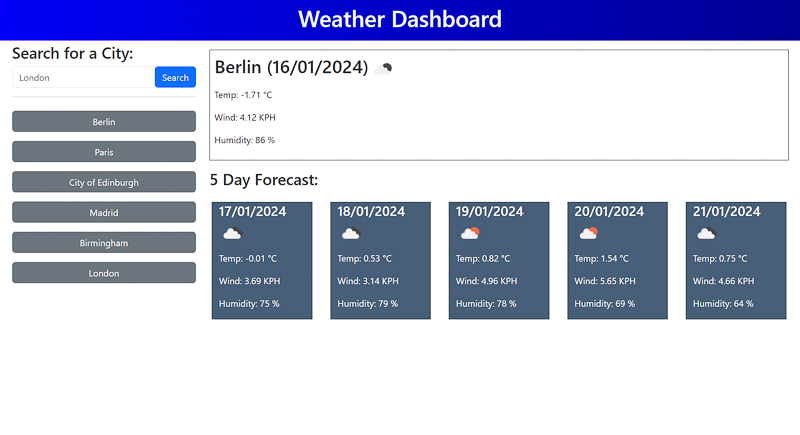 Weather Dashboard
Search for a City:
London
Search
Berlin
Paris
City of Edinburgh
Madrid
Birmingham
London
Berlin (16/01/2024)
Temp: -1.71 °C
Wind: 4.12 KPH
Humidity: 86 %
5 Day Forecast:
17/01/2024
Temp: -0.01 °C
Wind: 3.69 KPH
Humidity: 75 %
18/01/2024
Temp: 0.53 °C
Wind: 3.14 KPH
Humidity: 79 %
19/01/2024
Temp: 0.82 °C
Wind: 4.96 KPH
Humidity: 78 %
20/01/2024
Temp: 1.54 °C
Wind: 5.65 KPH
Humidity: 69 %
21/01/2024
Temp: 0.75 °C
Wind: 4.66 KPH
Humidity: 64 %